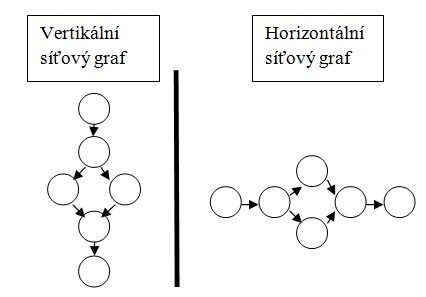 Vertikální
síťový graf
Horizontální
síťový graf